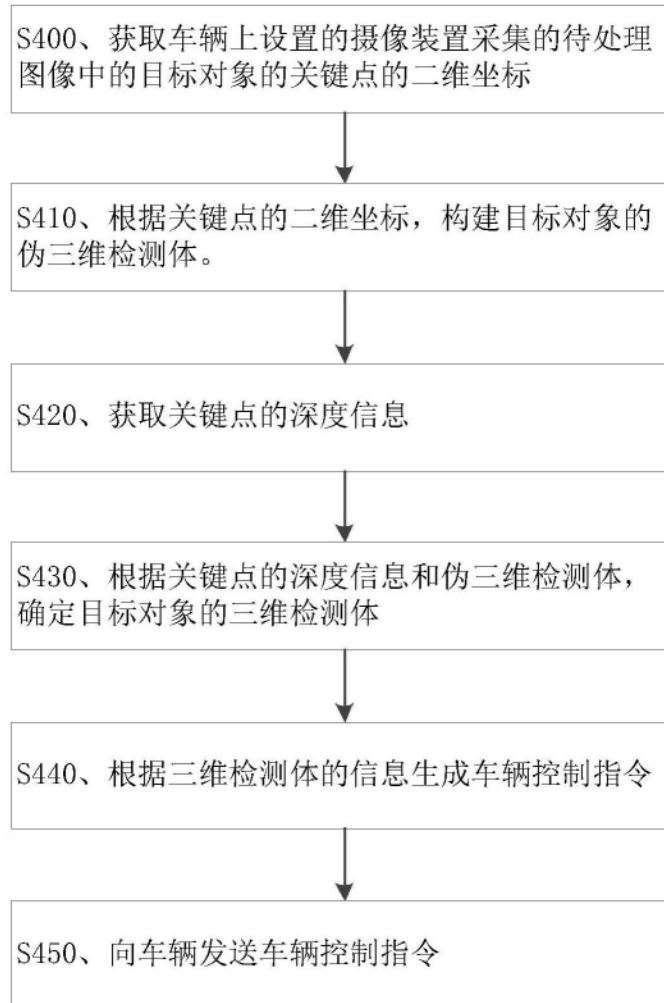 S400、获取车辆上设置的摄像装置采集的待处理
图像中的目标对象的关键点的二维坐标
S410、根据关键点的二维坐标，构建目标对象的
伪三维检测体。
S420、获取关键点的深度信息
S430、根据关键点的深度信息和伪三维检测体，
确定目标对象的三维检测体
S440、根据三维检测体的信息生成车辆控制指令
S450、向车辆发送车辆控制指令